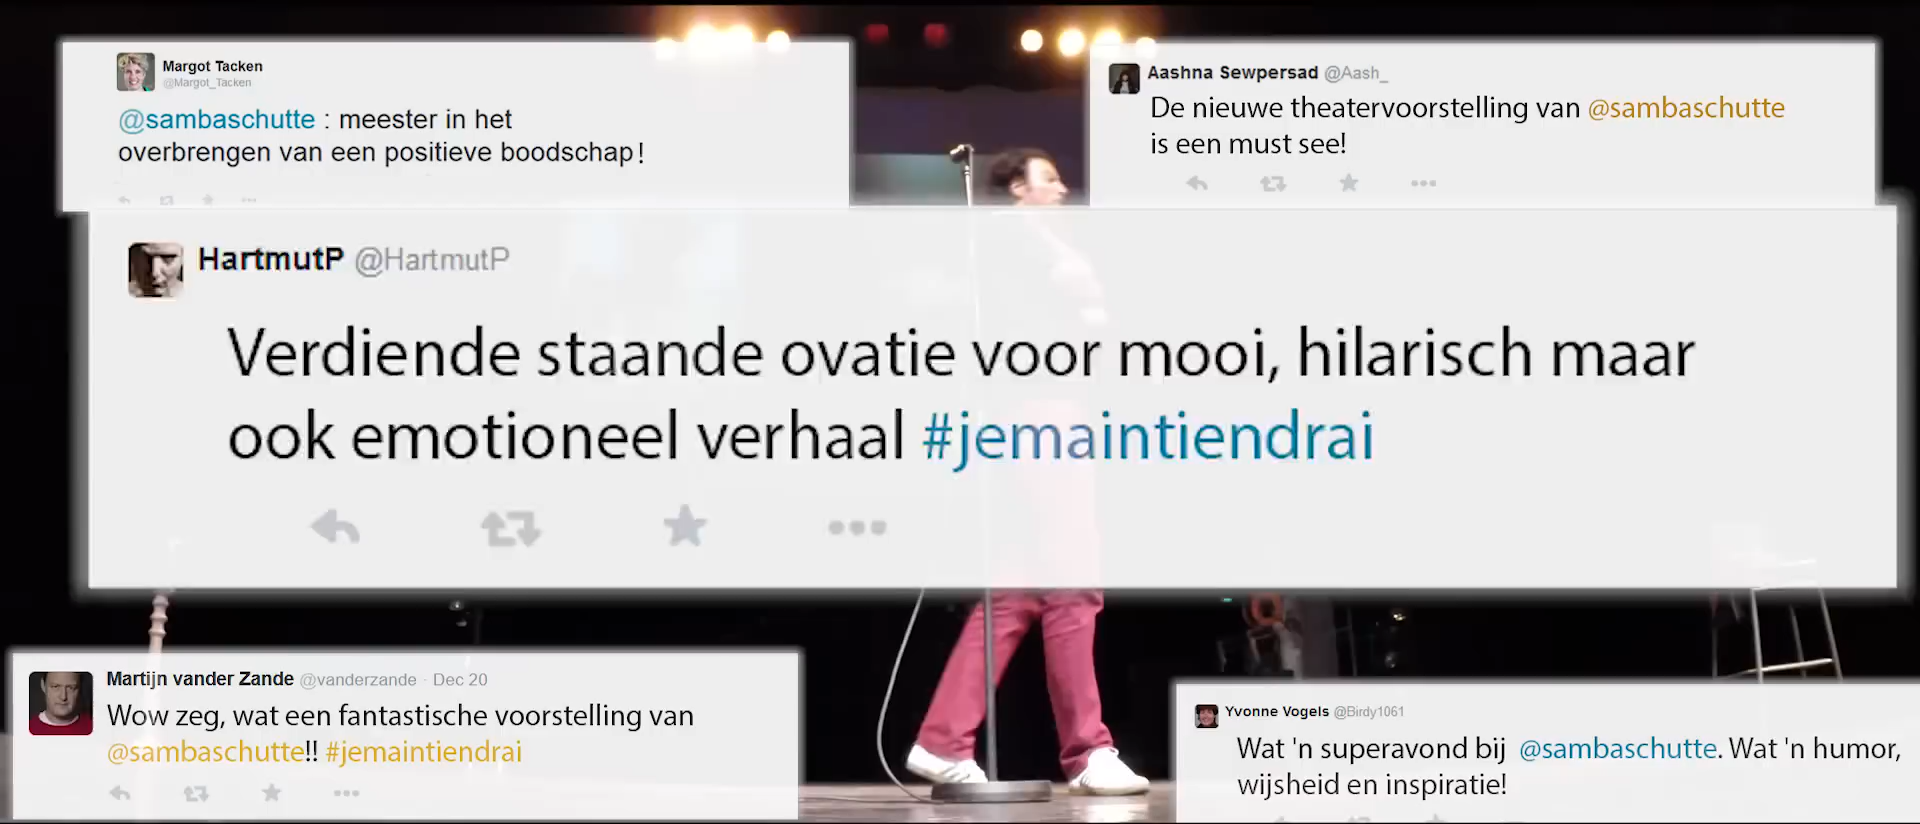 Margot Tacken
@Margot_Tacken
@sambaschutte : meester in het
overbrengen van een positieve boodschap!
Aashna Sewpersad @Aash_
De nieuwe theatervoorstelling van @sambaschutte
is een must see!
HartmutP @HartmutP
Verdiende staande ovatie voor mooi, hilarisch maar
ook emotioneel verhaal #jemaintiendrai
Martijn vander Zande @vanderzande · Dec 20
Wow zeg, wat een fantastische voorstelling van
@sambaschutte!! #jemaintiendrai
Yvonne Vogels @Birdy1061
Wat 'n superavond bij @sambaschutte. Wat 'n humor,
wijsheid en inspiratie!